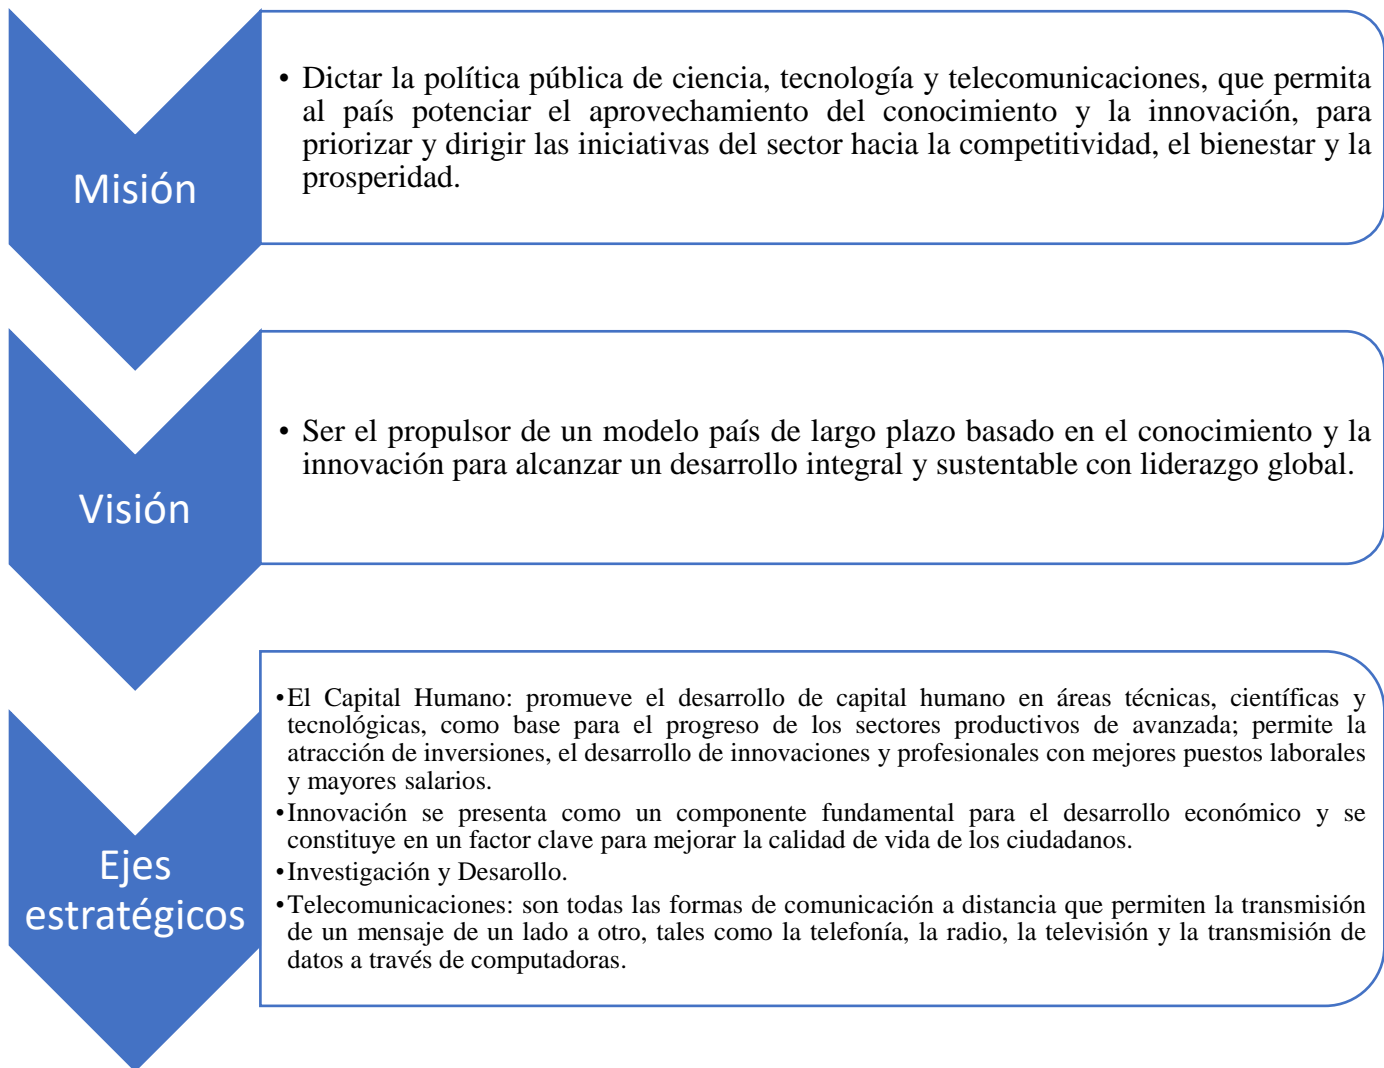 Misión
• Dictar la política pública de ciencia, tecnología y telecomunicaciones, que permita
al país potenciar el aprovechamiento del conocimiento y la innovación, para
priorizar y dirigir las iniciativas del sector hacia la competitividad, el bienestar y la
prosperidad.
Visión
• Ser el propulsor de un modelo país de largo plazo basado en el conocimiento y la
innovación para alcanzar un desarrollo integral y sustentable con liderazgo global.
Ejes
estratégicos
•El Capital Humano: promueve el desarrollo de capital humano en áreas técnicas, científicas y
tecnológicas, como base para el progreso de los sectores productivos de avanzada; permite la
atracción de inversiones, el desarrollo de innovaciones y profesionales con mejores puestos laborales
y mayores salarios.
•Innovación se presenta como un componente fundamental para el desarrollo económico y se
constituye en un factor clave para mejorar la calidad de vida de los ciudadanos.
•Investigación y Desarollo.
•Telecomunicaciones: son todas las formas de comunicación a distancia que permiten la transmisión
de un mensaje de un lado a otro, tales como la telefonía, la radio, la televisión y la transmisión de
datos a través de computadoras.